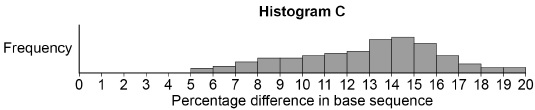 Histogram C
Frequency
0 1 2 3 4 5 6 7 8 9 10 11 12 13 14 15 16 17 18 19 20
Percentage difference in base sequence